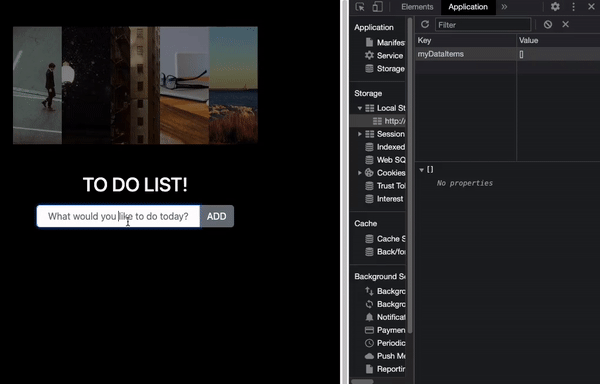 TO DO LIST!
What would you like to do today?
ADD
Elements
Application
Application
Manifes
Service
Storage
Storage
Local St
http:/
Session
Indexed
Web SQ
Cookies
Trust To
Interest
Cache
Cache S
Back/for
Background Se
Backgro
Backgro
Notificat
Paymen
Periodic
Push Me
Reportin
Filter
Key
Value
myDataItems
[]
[]
No properties